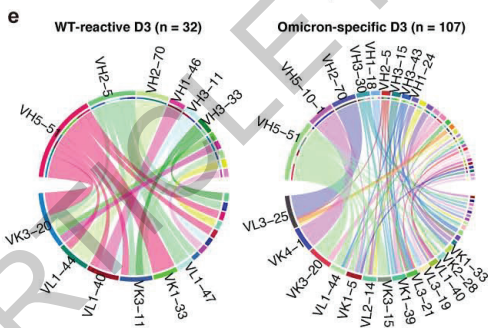 e
WT-reactive D3 (n = 32)
VH5-5
VH2-5
VH2-70
VH1-46
VH3-11
VH3-33
VK3-20
VL1-44
VL1-40
VK3-11
VK1-33
VL1-47
Omicron-specific D3 (n = 107)
VH5-51
VH5-10-1
VH2-70
VH3-30
VH1-18
VH2-5
VH3-15
VH3-43
VH1-24
VL3-25
VK4-1
VK3-20
VL1-44
VK1-5
VL2-14
VK3-15
VK1-39
VL3-21
VL3-19
VL1-40
VK2-28
VK1-33